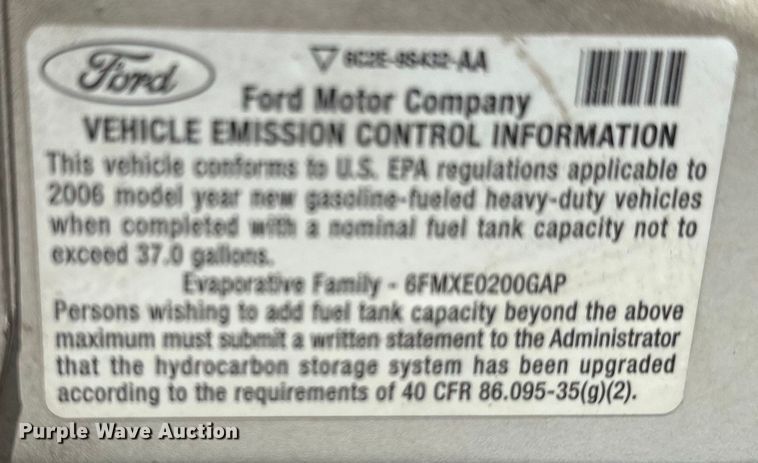 Ford
6C2E-9S432-AA
Ford Motor Company
VEHICLE EMISSION CONTROL INFORMATION
This vehicle conforms to U.S. EPA regulations applicable to
2006 model year new gasoline-fueled heavy-duty vehicles
when completed with a nominal fuel tank capacity not to
exceed 37.0 gallons.
Evaporative Family - 6FMXE0200GAP
Persons wishing to add fuel tank capacity beyond the above
maximum must submit a written statement to the Administrator
that the hydrocarbon storage system has been upgraded
according to the requirements of 40 CFR 86.095-35(g)(2).
Purple Wave Auction